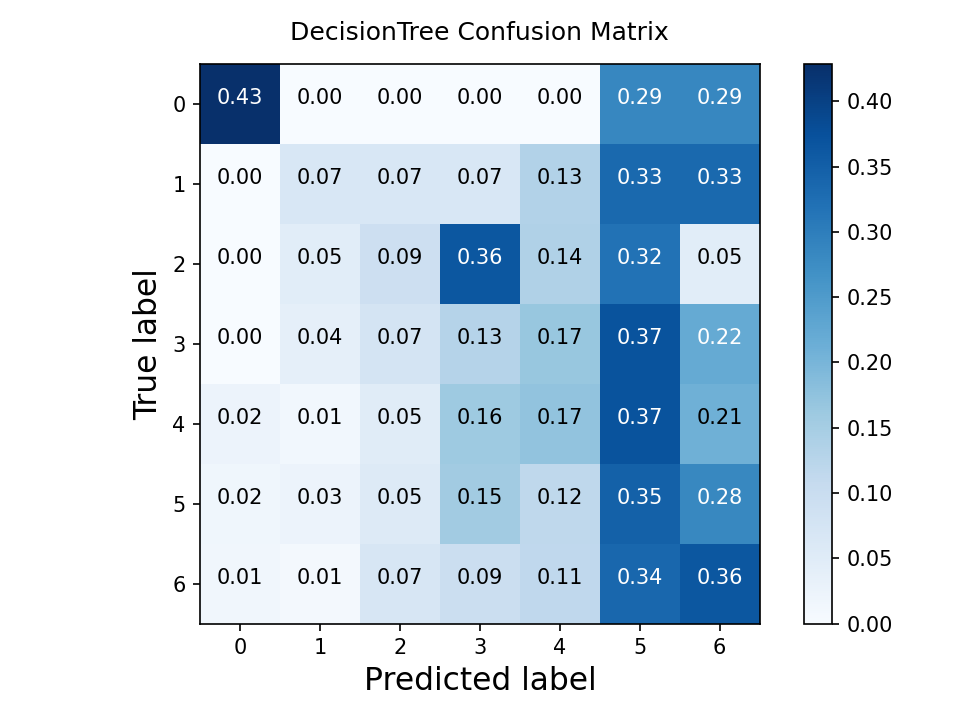 DecisionTree Confusion Matrix
0 0.43 0.00 0.00 0.00 0.00 0.29 0.29
1 0.00 0.07 0.07 0.07 0.13 0.33 0.33
2 0.00 0.05 0.09 0.36 0.14 0.32 0.05
3 0.00 0.04 0.07 0.13 0.17 0.37 0.22
4 0.02 0.01 0.05 0.16 0.17 0.37 0.21
5 0.02 0.03 0.05 0.15 0.12 0.35 0.28
6 0.01 0.01 0.07 0.09 0.11 0.34 0.36
0 1 2 3 4 5 6
Predicted label
True label
0.40
0.35
0.30
0.25
0.20
0.15
0.10
0.05
0.00